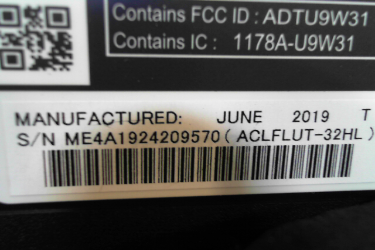 Contains FCC ID : ADTU9W31
Contains IC : 1178A-U9W31
MANUFACTURED: JUNE 2019 T
S/N ME4A1924209570 ( ACLFLUT-32HL )